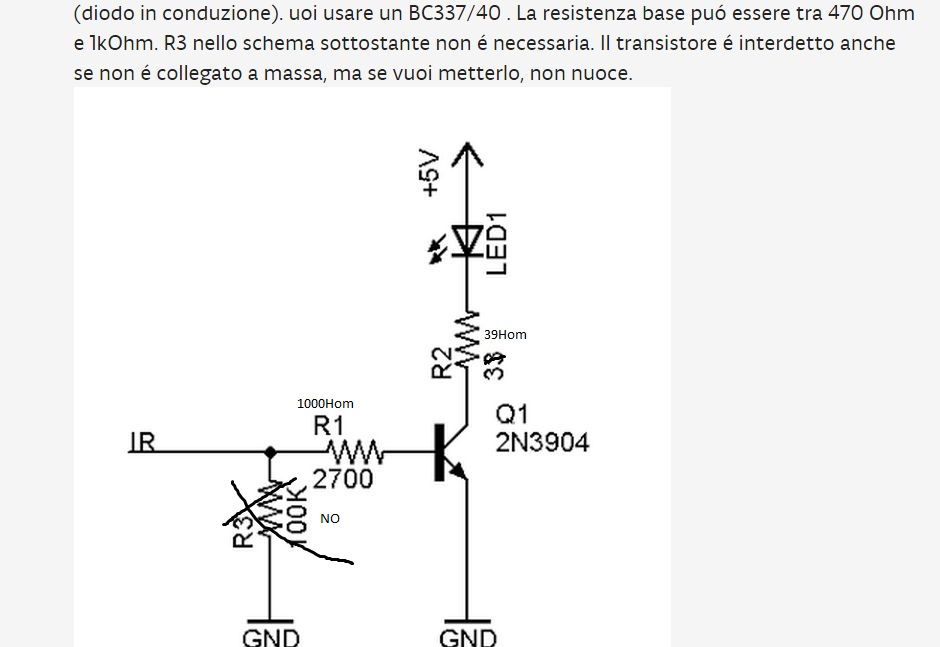 (diodo in conduzione). uoi usare un BC337/40 . La resistenza base puó essere tra 470 Ohm
e 1kOhm. R3 nello schema sottostante non é necessaria. Il transistore é interdetto anche
se non é collegato a massa, ma se vuoi metterlo, non nuoce.
+5V
LED1
39Hom
R2
33
1000Hom
R1
Q1
IR
2N3904
2700
R3
100K
NO
GND
GND